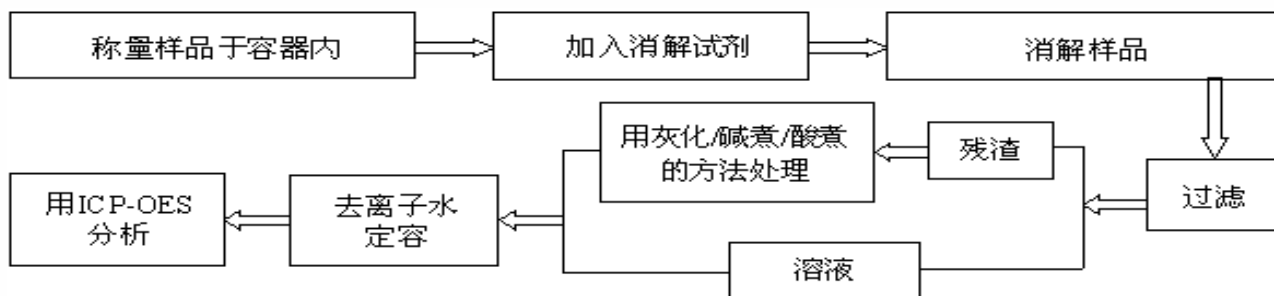 称量样品于容器内
加入消解试剂
消解样品
用灰化/碱煮/酸煮
的方法处理
残渣
过滤
用ICP-OES
分析
去离子水
定容
溶液